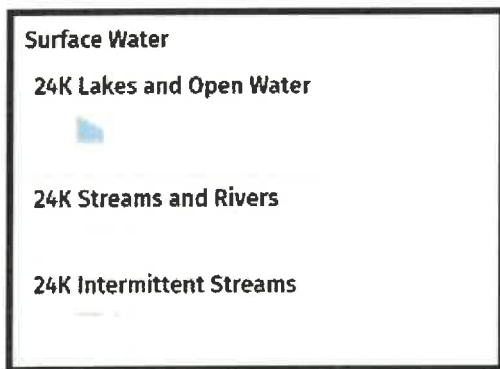 Surface Water
24K Lakes and Open Water
24K Streams and Rivers
24K Intermittent Streams